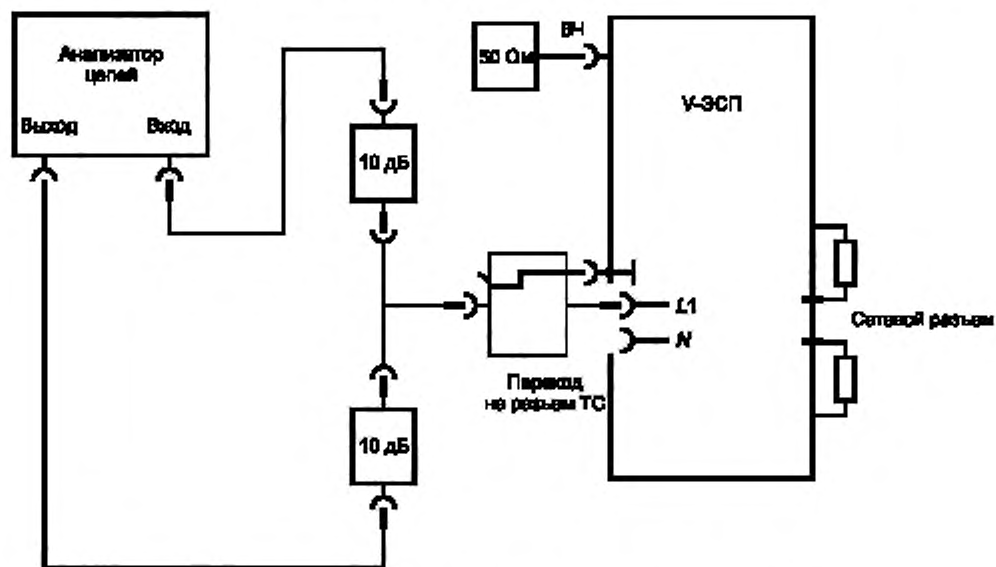 Анализатор
цепей
Выход
Вход
10 дБ
50 Ом
ВЧ
V-ЭСП
L1
N
Переход
на разъем ТС
Сетевой разъем
10 дБ